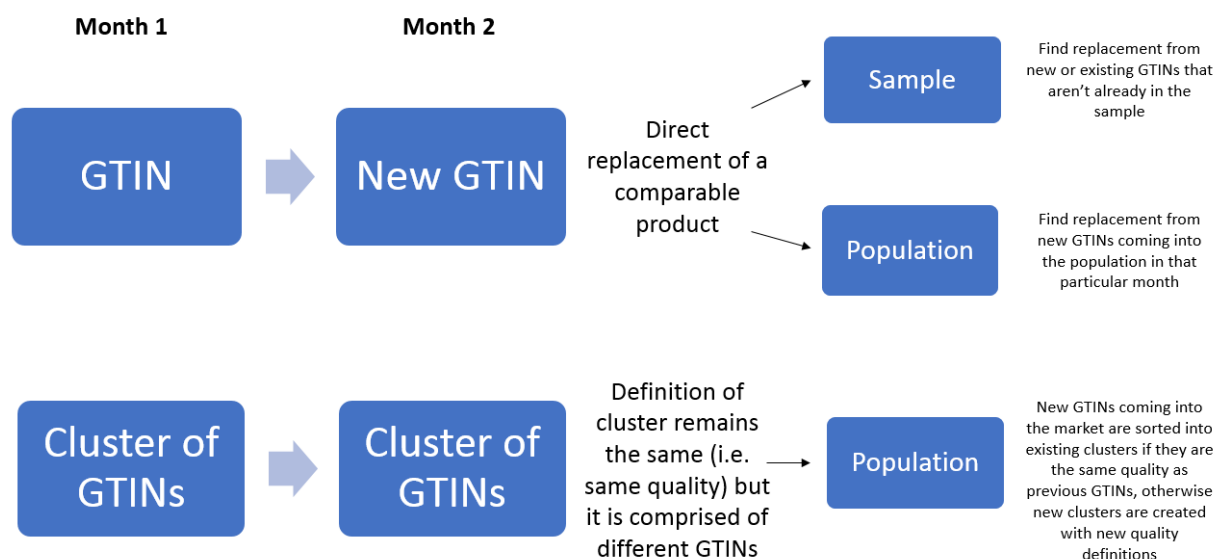 Month 1
Month 2
GTIN
New GTIN
Direct
replacement of a
comparable
product
Sample
Find replacement from
new or existing GTINs that
aren't already in the
sample
Population
Find replacement from
new GTINs coming into
the population in that
particular month
Cluster of
GTINs
Cluster of
GTINs
Definition of
cluster remains
the same (i.e.
same quality) but
it is comprised of
different GTINs
Population
New GTINs coming into
the market are sorted into
existing clusters if they are
the same quality as
previous GTINs, otherwise
new clusters are created
with new quality
definitions